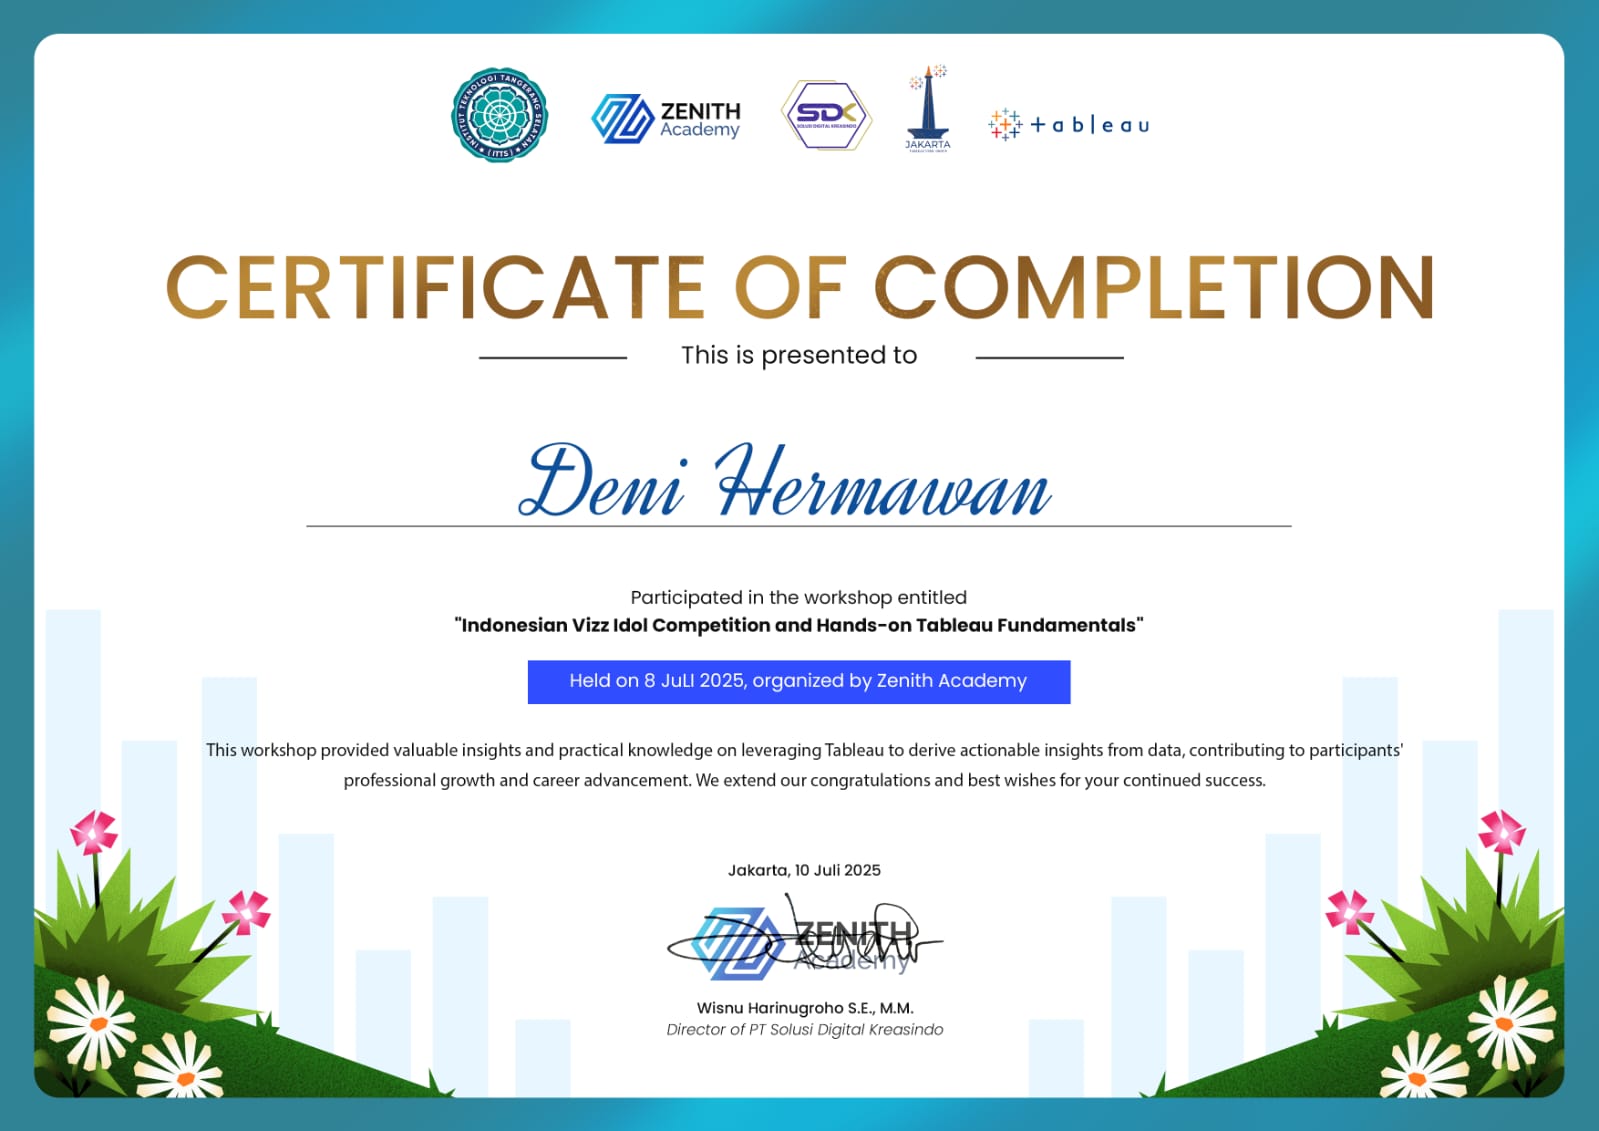 INSTITUT TEKNOLOGI TANGERANG SELATAN
(ITTS)
ZENITH
Academy
SDK
SOLUSI DIGITAL KREASINDO
JAKARTA
+ableau
CERTIFICATE OF COMPLETION
This is presented to
Deni Hermawan
Participated in the workshop entitled
"Indonesian Vizz Idol Competition and Hands-on Tableau Fundamentals"
Held on 8 JuLI 2025, organized by Zenith Academy
This workshop provided valuable insights and practical knowledge on leveraging Tableau to derive actionable insights from data, contributing to participants'
professional growth and career advancement. We extend our congratulations and best wishes for your continued success.
Jakarta, 10 Juli 2025
ZENITH
Academy
Wisnu Harinugroho S.E., M.M.
Director of PT Solusi Digital Kreasindo